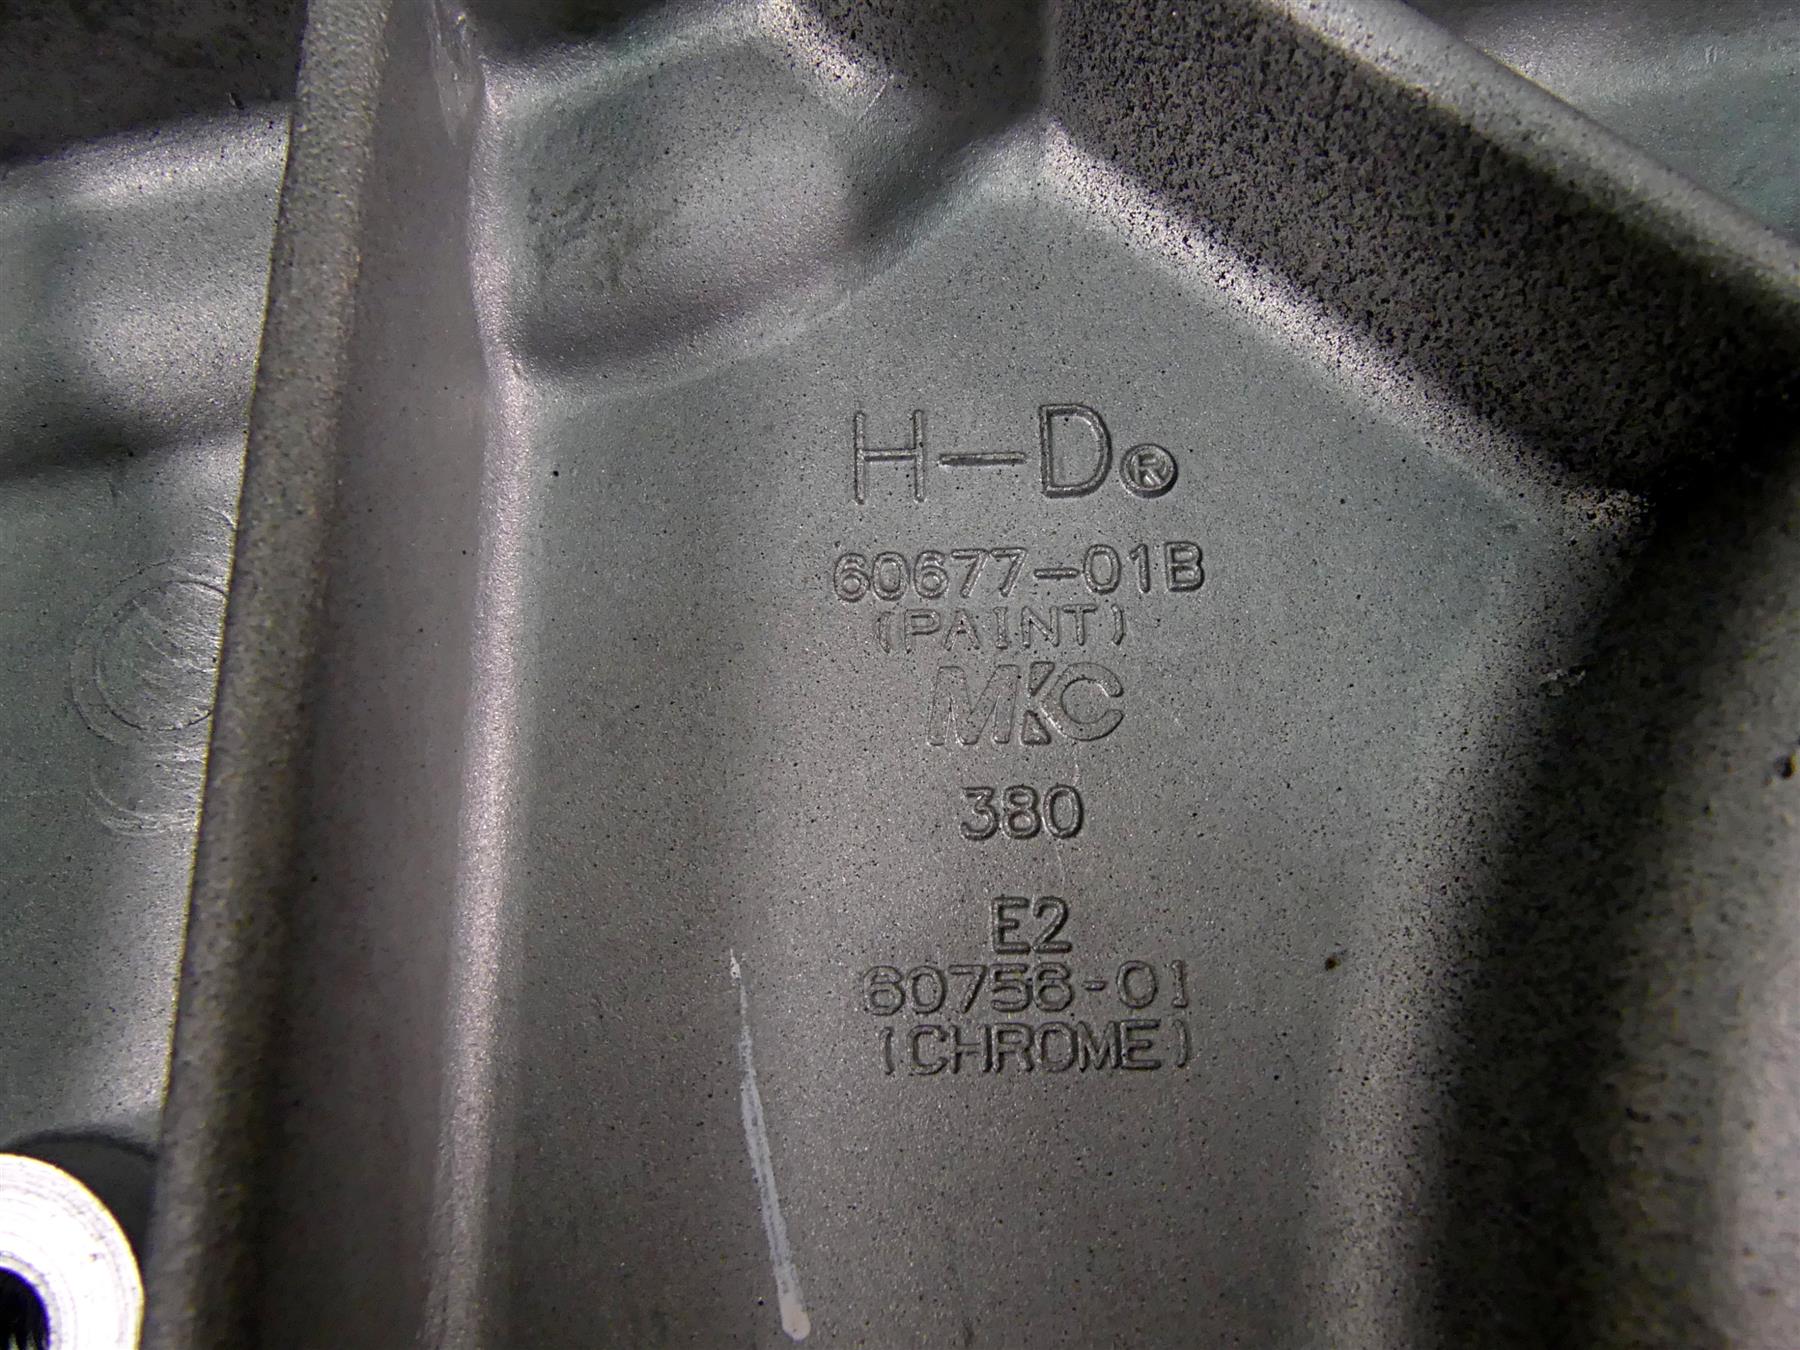 H-D®
60677-01B
(PAINT)
MKC
380
E2
60756-01
(CHROME)